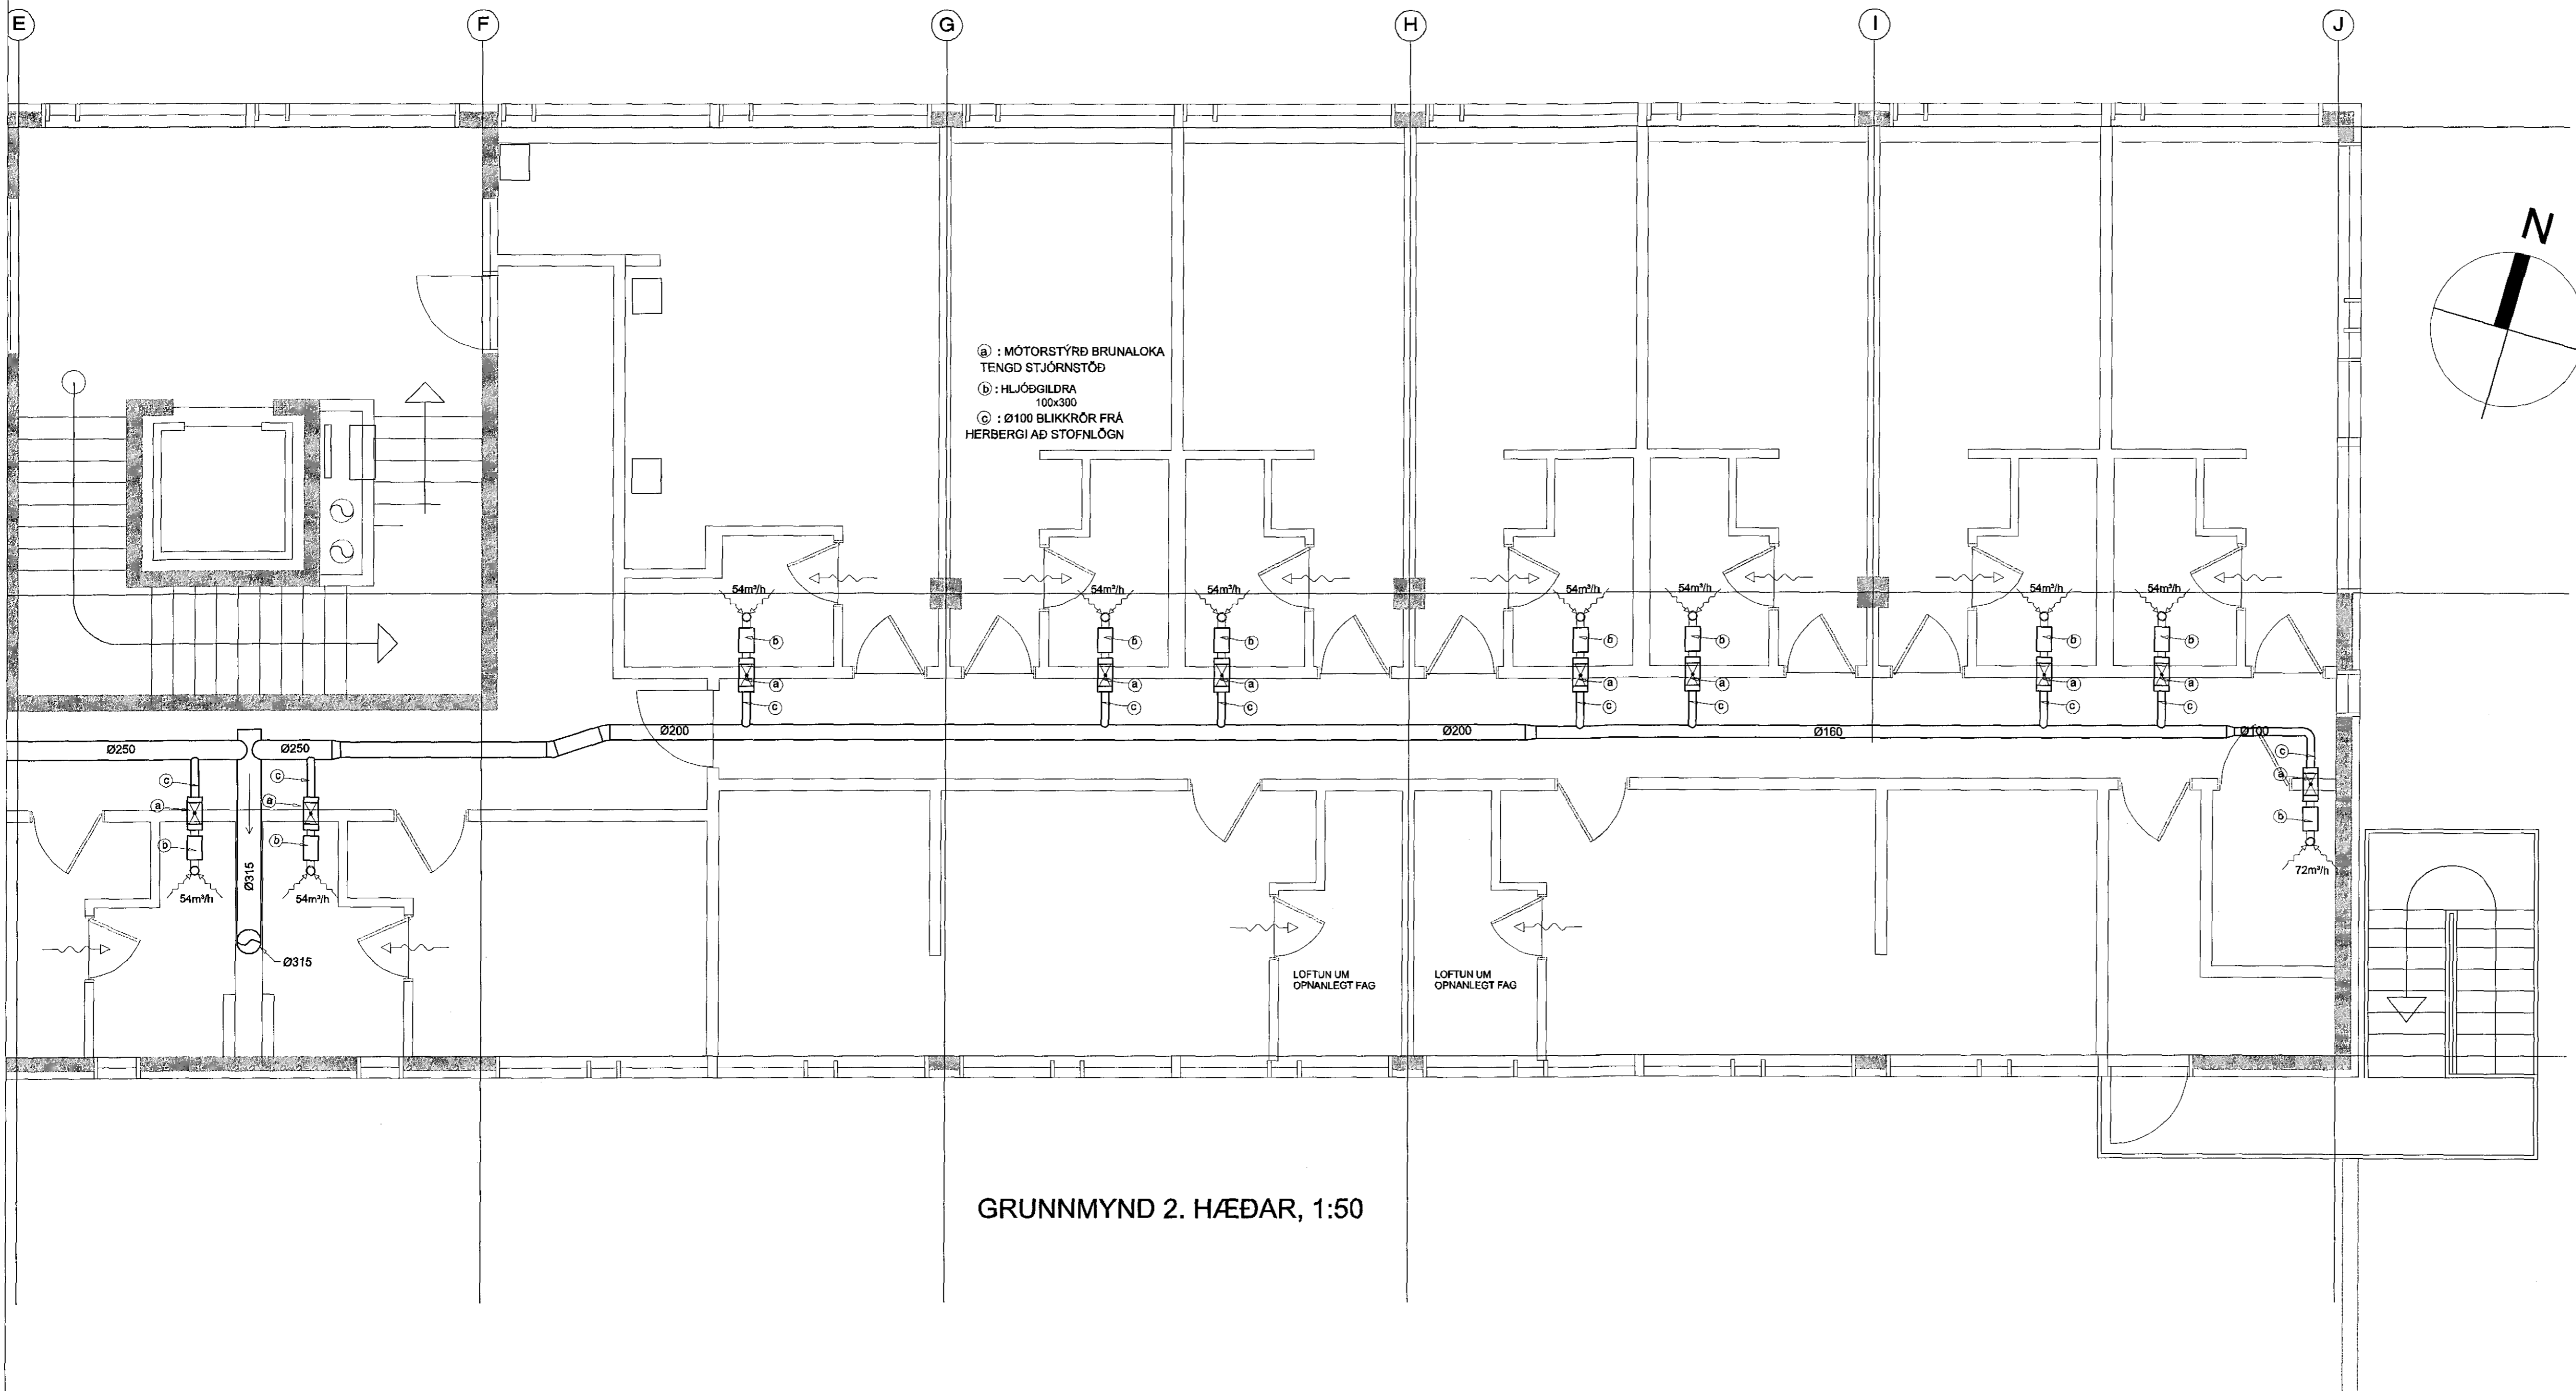 E F G H I J
N
ⓐ : MÓTORSTÝRÐ BRUNALOKA
TENGD STJÓRNSTÖÐ
ⓑ : HLJÓÐGILDRA
100x300
ⓒ : Ø100 BLIKKRÖR FRÁ
HERBERGI AÐ STOFNLÖGN
54m³/h 54m³/h 54m³/h 54m³/h 54m³/h 54m³/h 54m³/h
b b b b b b b
a a a a a a a
c c c c c c c
Ø250 Ø250 Ø200 Ø200 Ø160 Ø100
c c c
a a a
b b b
Ø315
54m³/h 54m³/h 72m³/h
Ø315
LOFTUN UM
OPNANLEGT FAG
LOFTUN UM
OPNANLEGT FAG
GRUNNMYND 2. HÆÐAR, 1:50